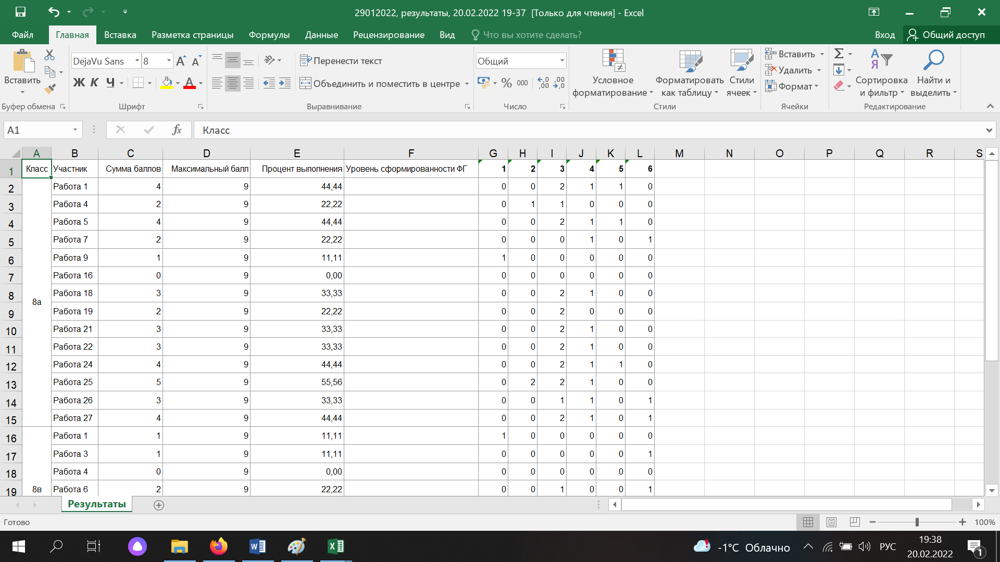 29012022, результаты, 20.02.2022 19-37 [Только для чтения] - Excel
Файл Главная Вставка Разметка страницы Формулы Данные Рецензирование Вид Что вы хотите сделать? Вход Общий доступ
Вставить
Буфер обмена
DejaVu Sans 8
Ж К Ч
Шрифт
Перенести текст
Объединить и поместить в центре
Выравнивание
Общий
% 000
Число
Условное форматирование
Форматировать как таблицу
Стили ячеек
Стили
Вставить
Удалить
Формат
Ячейки
Сортировка и фильтр
Найти и выделить
Редактирование
A1 fx Класс
A B C D E F G H I J K L M N O P Q R S
1 Класс Участник Сумма баллов Максимальный балл Процент выполнения Уровень сформированности ФГ 1 2 3 4 5 6
2 Работа 1 4 9 44,44 0 0 2 1 1 0
3 Работа 4 2 9 22,22 0 1 1 0 0 0
4 Работа 5 4 9 44,44 0 0 2 1 1 0
5 Работа 7 2 9 22,22 0 0 0 1 0 1
6 Работа 9 1 9 11,11 1 0 0 0 0 0
7 Работа 16 0 9 0,00 0 0 0 0 0 0
8 Работа 18 3 9 33,33 0 0 2 1 0 0
8а
9 Работа 19 2 9 22,22 0 0 2 0 0 0
10 Работа 21 3 9 33,33 0 0 2 1 0 0
11 Работа 22 3 9 33,33 0 0 2 1 0 0
12 Работа 24 4 9 44,44 0 0 2 1 1 0
13 Работа 25 5 9 55,56 0 2 2 1 0 0
14 Работа 26 3 9 33,33 0 0 1 1 0 1
15 Работа 27 4 9 44,44 0 0 2 1 0 1
16 Работа 1 1 9 11,11 1 0 0 0 0 0
17 Работа 3 1 9 11,11 0 0 0 0 0 1
18 Работа 4 0 9 0,00 0 0 0 0 0 0
19 8в Работа 6 2 9 22,22 0 0 1 0 0 1
Результаты
Готово 100%
-1°C Облачно РУС 19:38
20.02.2022 1